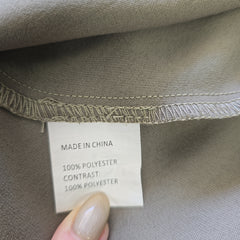 MADE IN CHINA
100% POLYESTER
CONTRAST
100% POLYESTER